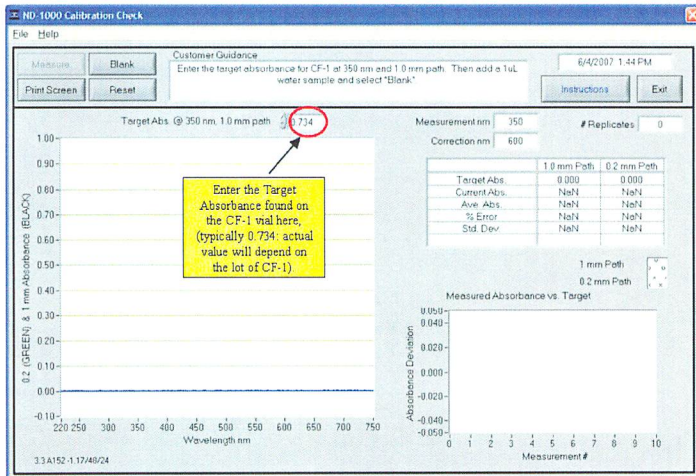 ND-1000 Calibration Check
File Help
Measure
Blank
Print Screen
Reset
Customer Guidance
Enter the target absorbance for CF-1 at 350 nm and 1.0 mm path. Then add a 1uL
water sample and select "Blank"
6/4/2007 1:44 PM
Instructions
Exit
Target Abs. @ 350 nm, 1.0 mm path
0.734
Measurement nm 350
# Replicates 0
Correction nm 600
Enter the Target
Absorbance found on
the CF-1 vial here,
(typically 0.734: actual
value will depend on
the lot of CF-1)
1.0 mm Path 0.2 mm Path
Target Abs. 0.000 0.000
Current Abs. NaN NaN
Ave. Abs. NaN NaN
% Error NaN NaN
Std. Dev NaN NaN
1 mm Path
0.2 mm Path
0.2 (GREEN) & 1 mm Absorbance (BLACK)
1.00
0.90
0.80
0.70
0.60
0.50
0.40
0.30
0.20
0.10
0.00
-0.10
220 250 300 350 400 450 500 550 600 650 700 750
Wavelength nm
Measured Absorbance vs. Target
Absorbance Deviation
0.050
0.040
0.020
0.000
-0.020
-0.040
-0.050
0 1 2 3 4 5 6 7 8 9 10
Measurement #
3.3 A152 -1.17/48/24